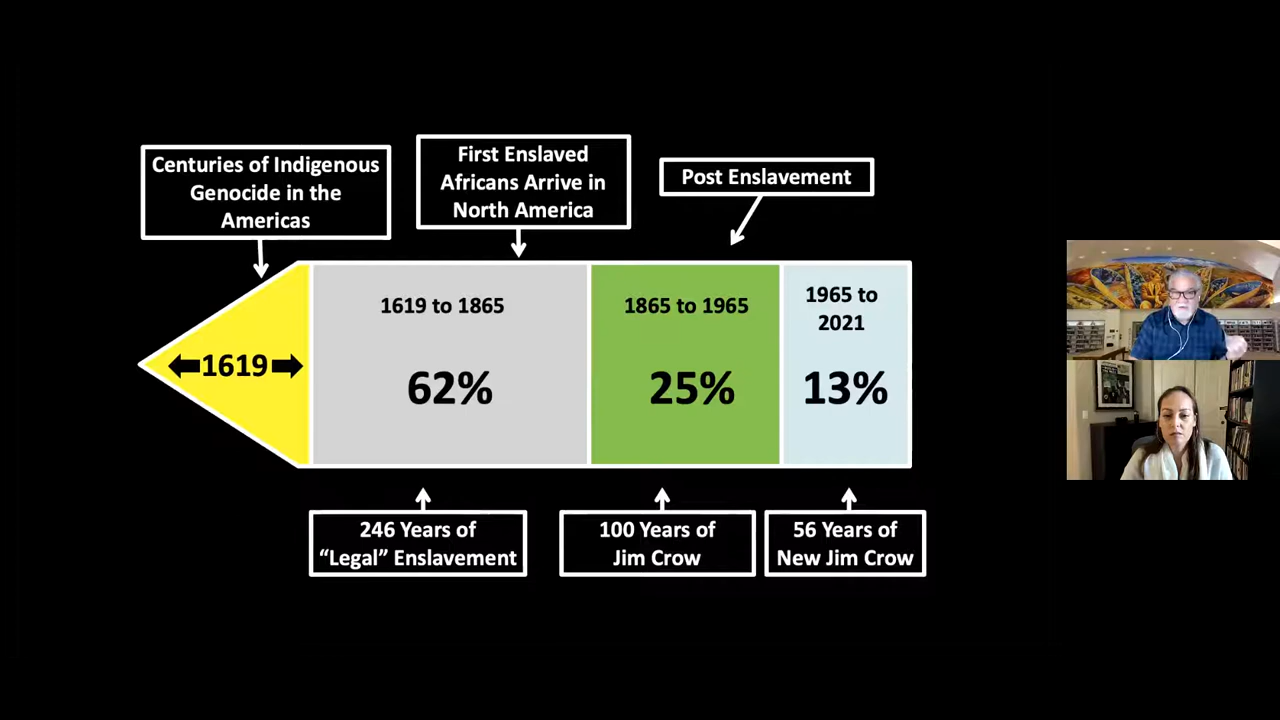 Centuries of Indigenous
Genocide in the
Americas
First Enslaved
Africans Arrive in
North America
Post Enslavement
1619
1619 to 1865
62%
1865 to 1965
25%
1965 to
2021
13%
246 Years of
“Legal” Enslavement
100 Years of
Jim Crow
56 Years of
New Jim Crow